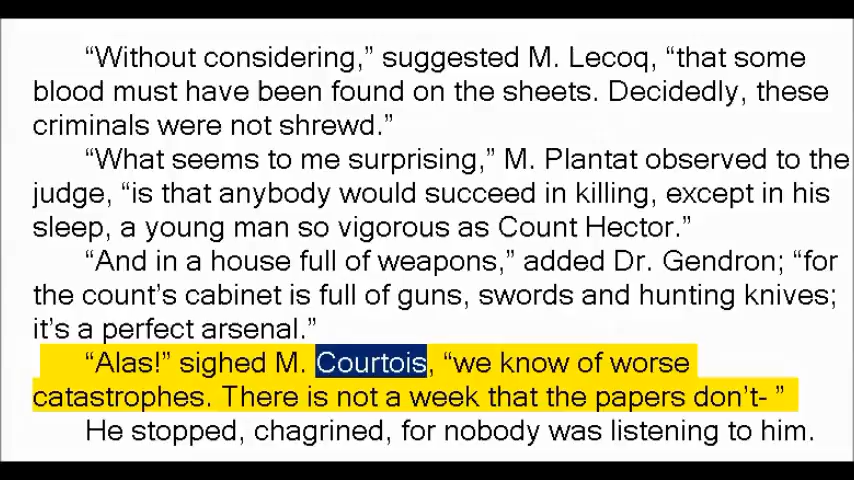 “Without considering,” suggested M. Lecoq, “that some
blood must have been found on the sheets. Decidedly, these
criminals were not shrewd.”
“What seems to me surprising,” M. Plantat observed to the
judge, “is that anybody would succeed in killing, except in his
sleep, a young man so vigorous as Count Hector.”
“And in a house full of weapons,” added Dr. Gendron; “for
the count’s cabinet is full of guns, swords and hunting knives;
it’s a perfect arsenal.”
“Alas!” sighed M. Courtois, “we know of worse
catastrophes. There is not a week that the papers don’t- ”
He stopped, chagrined, for nobody was listening to him.